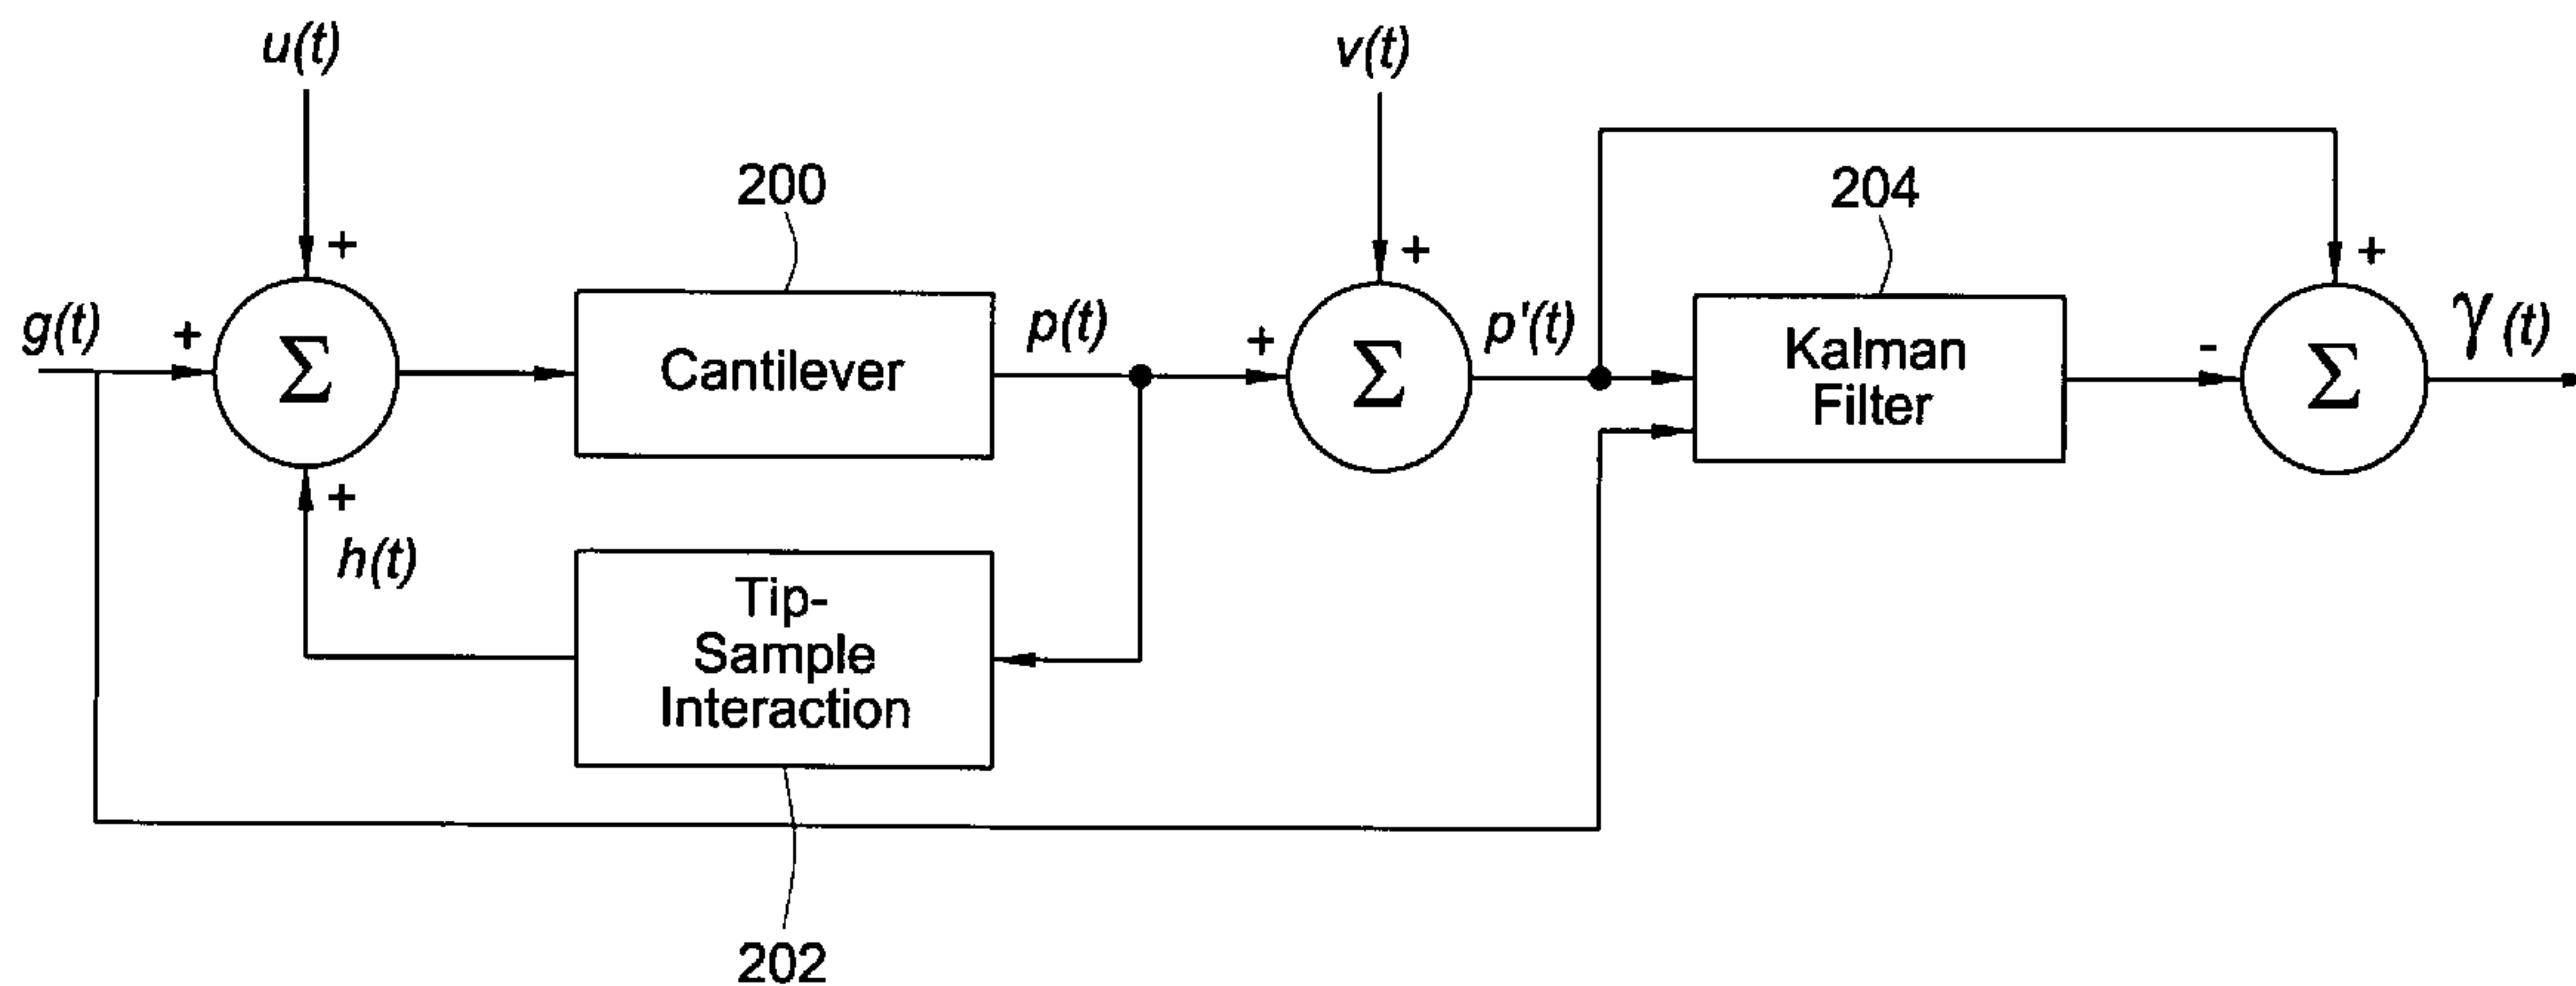 u(t)
v(t)
200
204
+
+
g(t)
+
Σ
Cantilever
p(t)
+
Σ
p'(t)
Kalman
Filter
-
Σ
γ(t)
+
h(t)
Tip-
Sample
Interaction
+
202